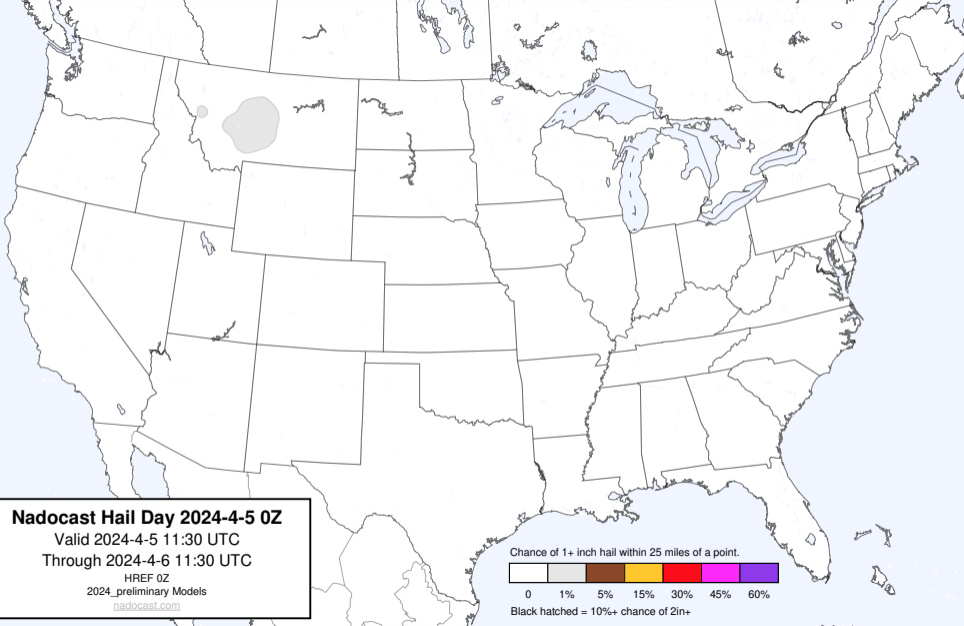 Nadocast Hail Day 2024-4-5 0Z
Valid 2024-4-5 11:30 UTC
Through 2024-4-6 11:30 UTC
HREF 0Z
2024_preliminary Models
nadocast.com
Chance of 1+ inch hail within 25 miles of a point.
0 1% 5% 15% 30% 45% 60%
Black hatched = 10%+ chance of 2in+